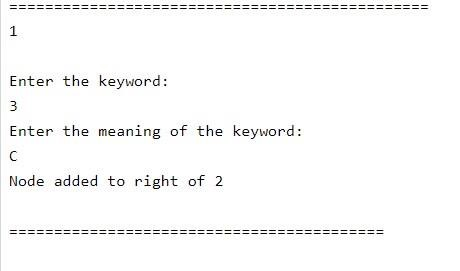 ===============================================
1
Enter the keyword:
3
Enter the meaning of the keyword:
C
Node added to right of 2
==========================================